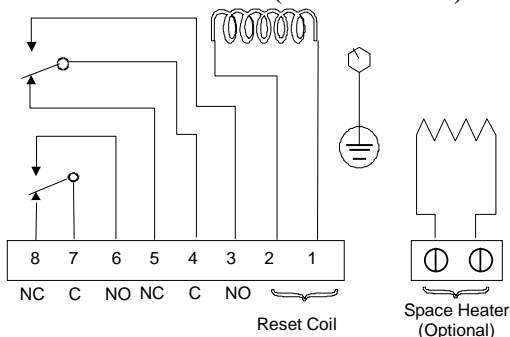 8 7 6 5 4 3 2 1
NC C NO NC C NO
Reset Coil
Space Heater
(Optional)